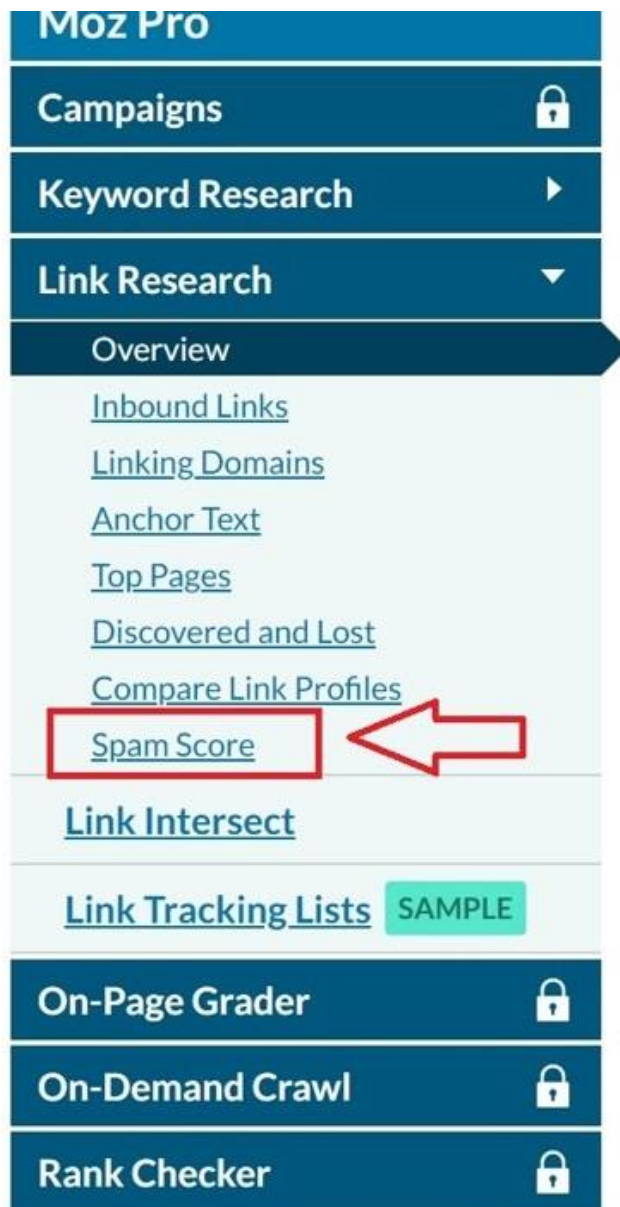 Moz Pro
Campaigns
Keyword Research
Link Research
Overview
Inbound Links
Linking Domains
Anchor Text
Top Pages
Discovered and Lost
Compare Link Profiles
Spam Score
Link Intersect
Link Tracking Lists SAMPLE
On-Page Grader
On-Demand Crawl
Rank Checker